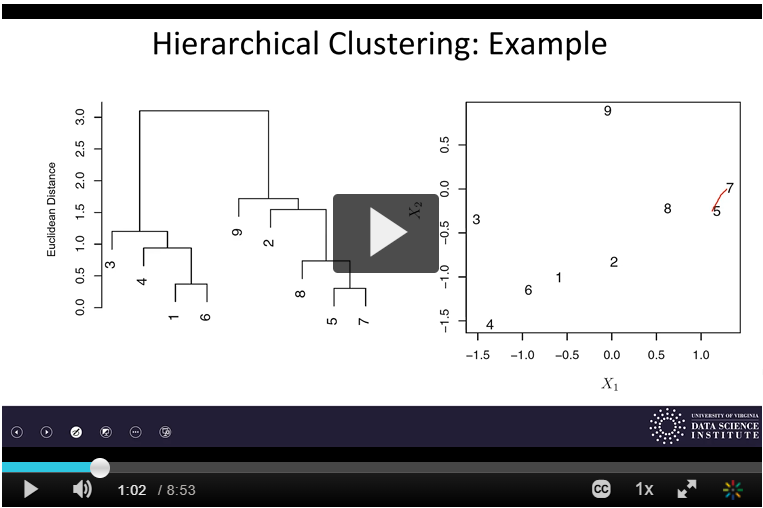 Hierarchical Clustering: Example
Euclidean Distance
3.0
2.5
2.0
1.5
1.0
0.5
0.0
3
4
1
6
9
2
8
5
7
X2
0.5
0.0
−0.5
−1.0
−1.5
9
7
8
5
3
2
1
6
4
−1.5 −1.0 −0.5 0.0 0.5 1.0
X1
UNIVERSITY OF VIRGINIA
DATA SCIENCE
INSTITUTE
1:02 / 8:53
CC
1x